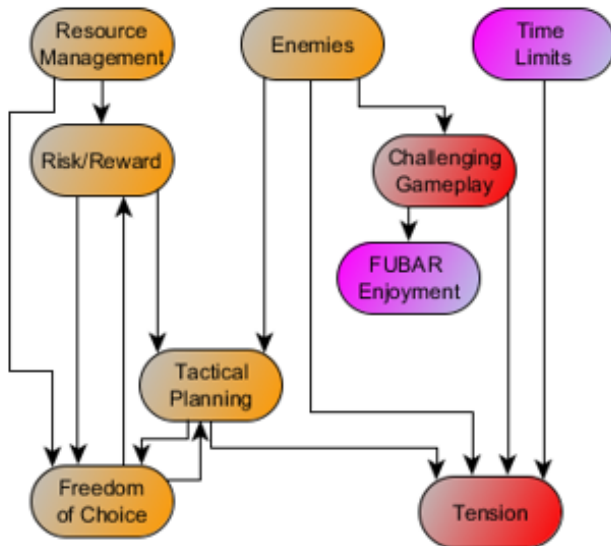 Resource
Management
Enemies
Time
Limits
Risk/Reward
Challenging
Gameplay
FUBAR
Enjoyment
Tactical
Planning
Freedom
of Choice
Tension